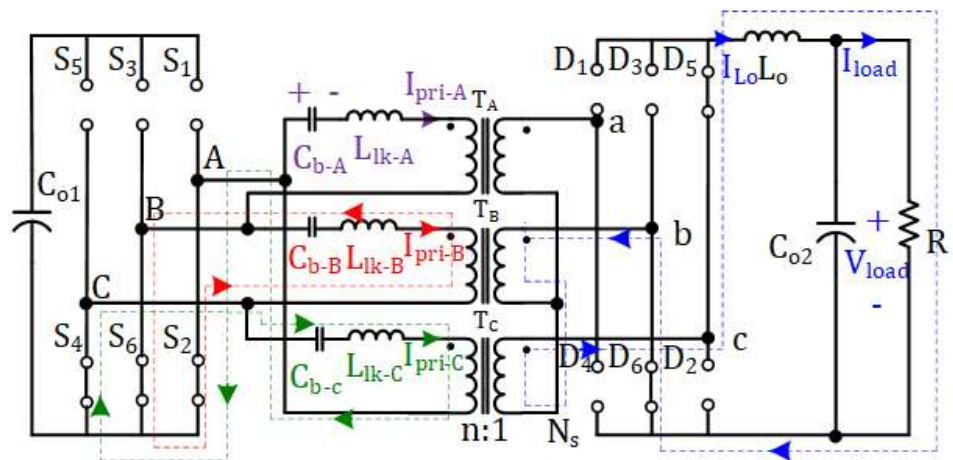 S5 S3 S1
Co1
A
B
C
S4 S6 S2
+ -
Ipri-A
Cb-A Llk-A
TA
Cb-B Llk-B Ipri-B
TB
Cb-c Llk-C Ipri-C
TC
n:1
Ns
D1 D3 D5
a
b
c
D4 D6 D2
ILo Lo
Iload
Co2
+
Vload
-
R